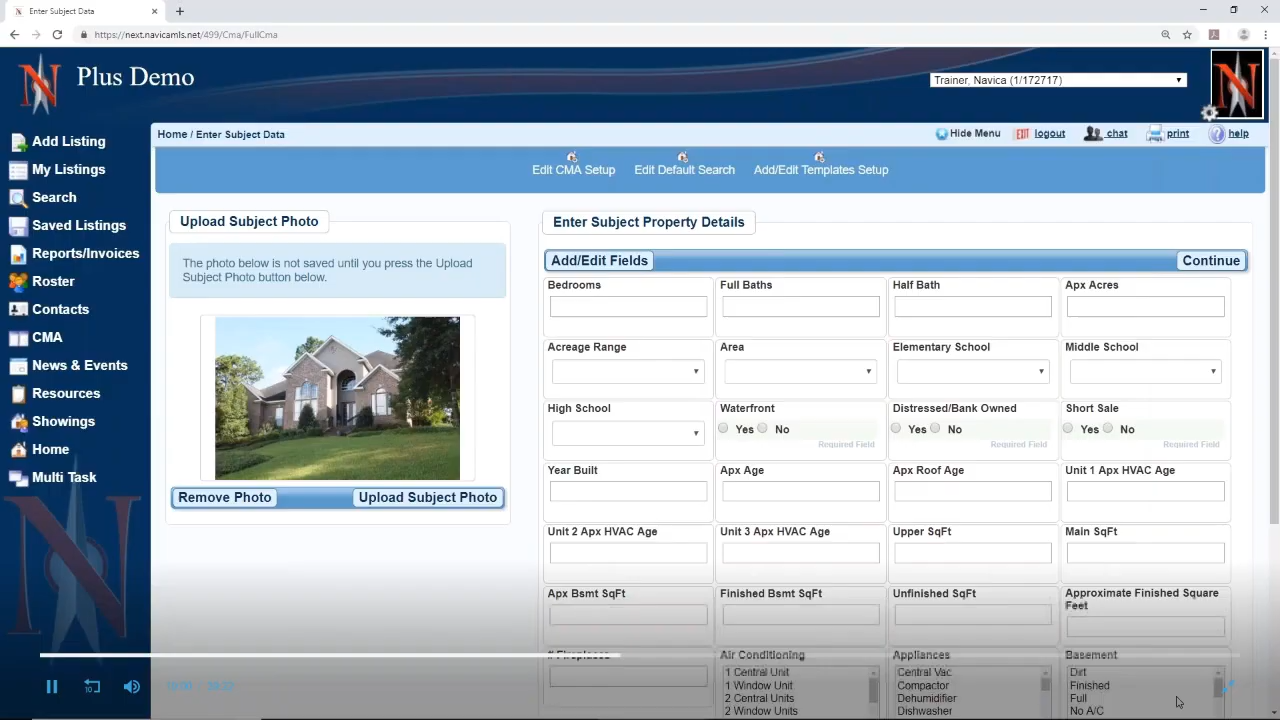 Enter Subject Data
https://next.navicamls.net/499/Cma/FullCma
N Plus Demo
Trainer, Navica (1/172717)
N
Add Listing
My Listings
Search
Saved Listings
Reports/Invoices
Roster
Contacts
CMA
News & Events
Resources
Showings
Home
Multi Task
Home / Enter Subject Data
Hide Menu EXIT logout chat print help
Edit CMA Setup Edit Default Search Add/Edit Templates Setup
Upload Subject Photo
The photo below is not saved until you press the Upload
Subject Photo button below.
Remove Photo Upload Subject Photo
Enter Subject Property Details
Add/Edit Fields Continue
Bedrooms Full Baths Half Bath Apx Acres
Acreage Range Area Elementary School Middle School
High School Waterfront Distressed/Bank Owned Short Sale
Yes No Yes No Yes No
Required Field Required Field Required Field
Year Built Apx Age Apx Roof Age Unit 1 Apx HVAC Age
Unit 2 Apx HVAC Age Unit 3 Apx HVAC Age Upper SqFt Main SqFt
Apx Bsmt SqFt Finished Bsmt SqFt Unfinished SqFt Approximate Finished Square
Feet
# Fireplaces Air Conditioning Appliances Basement
1 Central Unit Central Vac Dirt
1 Window Unit Compactor Finished
2 Central Units Dehumidifier Full
2 Window Units Dishwasher No A/C
10